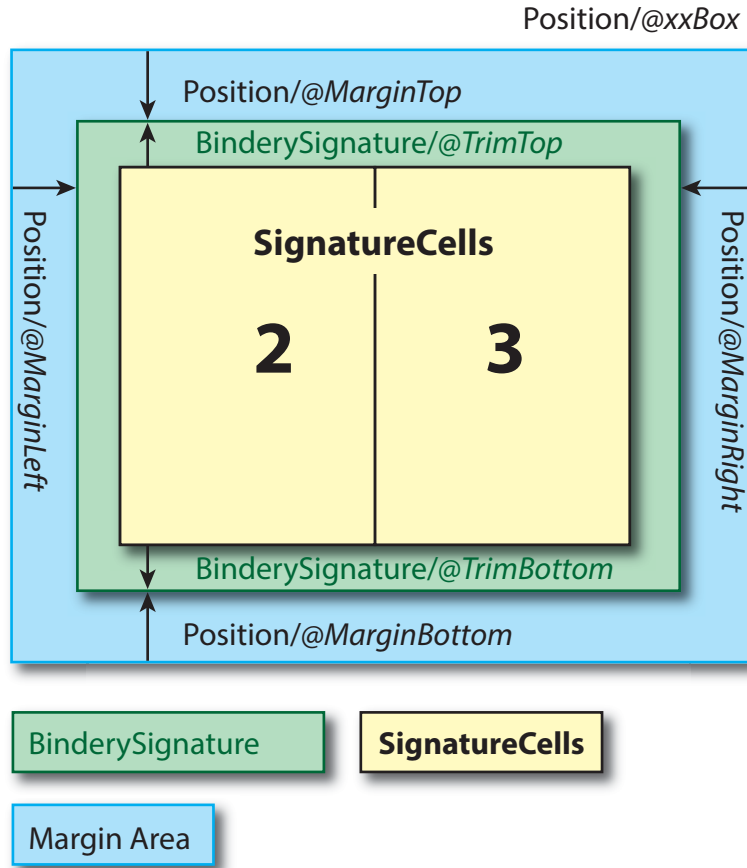 Position/@xxBox
Position/@MarginTop
BinderySignature/@TrimTop
Position/@MarginLeft
Position/@MarginRight
SignatureCells
2 3
BinderySignature/@TrimBottom
Position/@MarginBottom
BinderySignature
SignatureCells
Margin Area